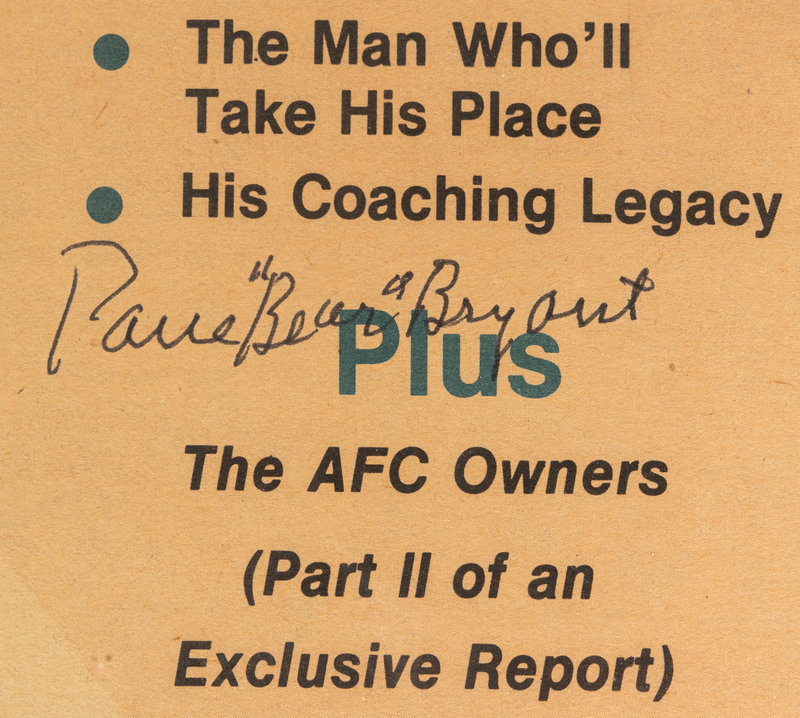 • The Man Who'll
Take His Place
• His Coaching Legacy
Paul "Bear" Bryant
Plus
The AFC Owners
(Part II of an
Exclusive Report)